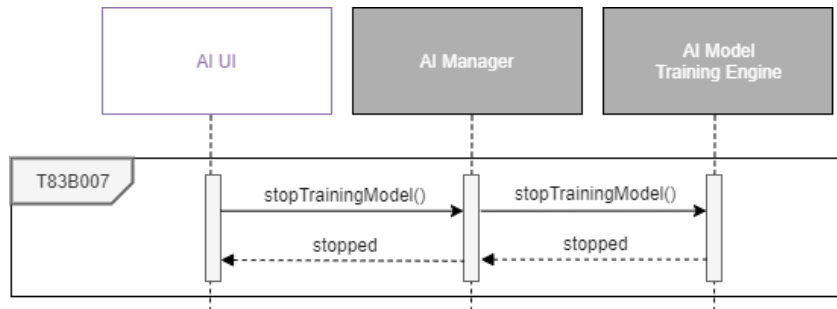 AI UI
AI Manager
AI Model
Training Engine
T83B007
stopTrainingModel()
stopTrainingModel()
stopped
stopped